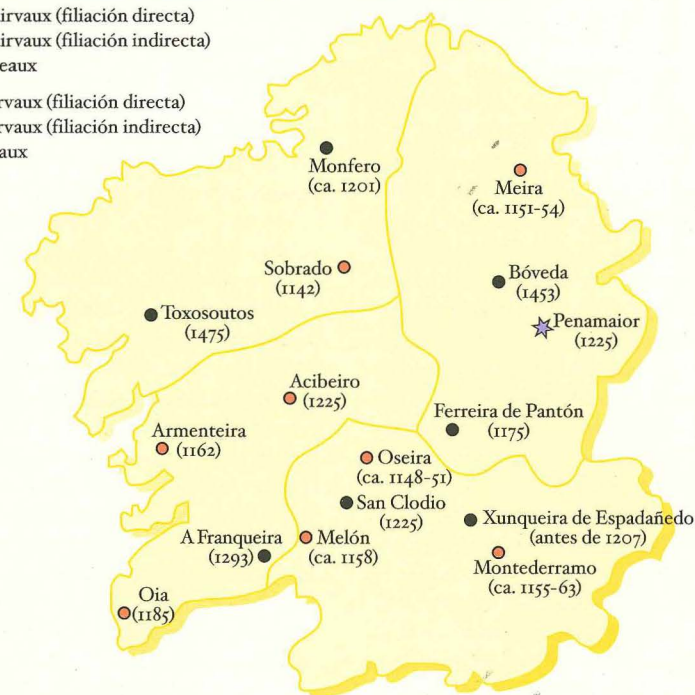 irvaux (filiación directa)
irvaux (filiación indirecta)
eaux
rvaux (filiación directa)
rvaux (filiación indirecta)
aux
Monfero
(ca. 1201)
Meira
(ca. 1151-54)
Sobrado
(1142)
Bóveda
(1453)
Toxosoutos
(1475)
Penamaior
(1225)
Acibeiro
(1225)
Ferreira de Pantón
(1175)
Armenteira
(1162)
Oseira
(ca. 1148-51)
San Clodio
(1225)
Xunqueira de Espadañedo
(antes de 1207)
A Franqueira
(1293)
Melón
(ca. 1158)
Montederramo
(ca. 1155-63)
Oia
(1185)